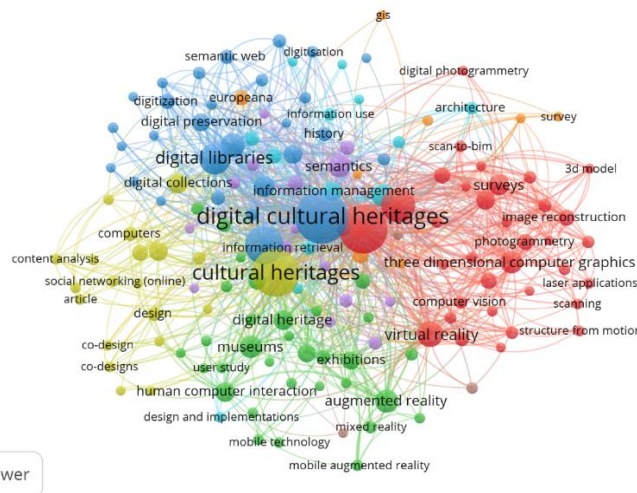 gis
semantic web
digitisation
digital photogrammetry
digitization
europeana
information use
architecture
digital preservation
history
survey
scan-to-bim
digital libraries
semantics
3d model
digital collections
information management
surveys
digital cultural heritages
image reconstruction
computers
information retrieval
photogrammetry
content analysis
cultural heritages
three dimensional computer graphics
social networking (online)
laser applications
article
computer vision
scanning
design
digital heritage
virtual reality
structure from motion
co-design
museums
exhibitions
co-designs
user study
human computer interaction
augmented reality
design and implementations
mixed reality
mobile technology
mobile augmented reality
wer